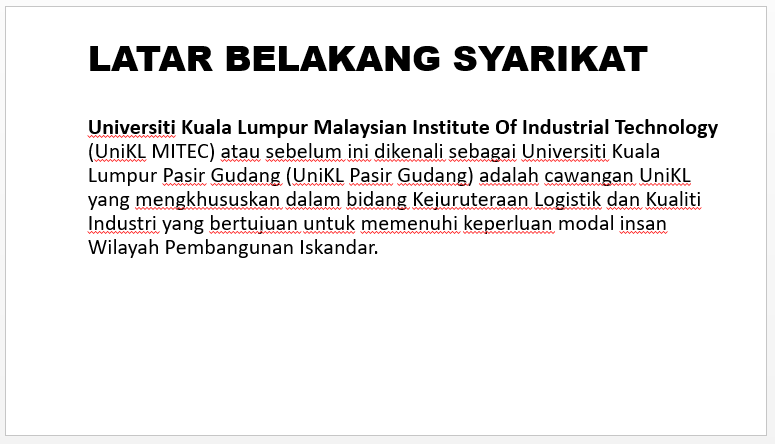 LATAR BELAKANG SYARIKAT
Universiti Kuala Lumpur Malaysian Institute Of Industrial Technology
(UniKL MITEC) atau sebelum ini dikenali sebagai Universiti Kuala
Lumpur Pasir Gudang (UniKL Pasir Gudang) adalah cawangan UniKL
yang mengkhususkan dalam bidang Kejuruteraan Logistik dan Kualiti
Industri yang bertujuan untuk memenuhi keperluan modal insan
Wilayah Pembangunan Iskandar.